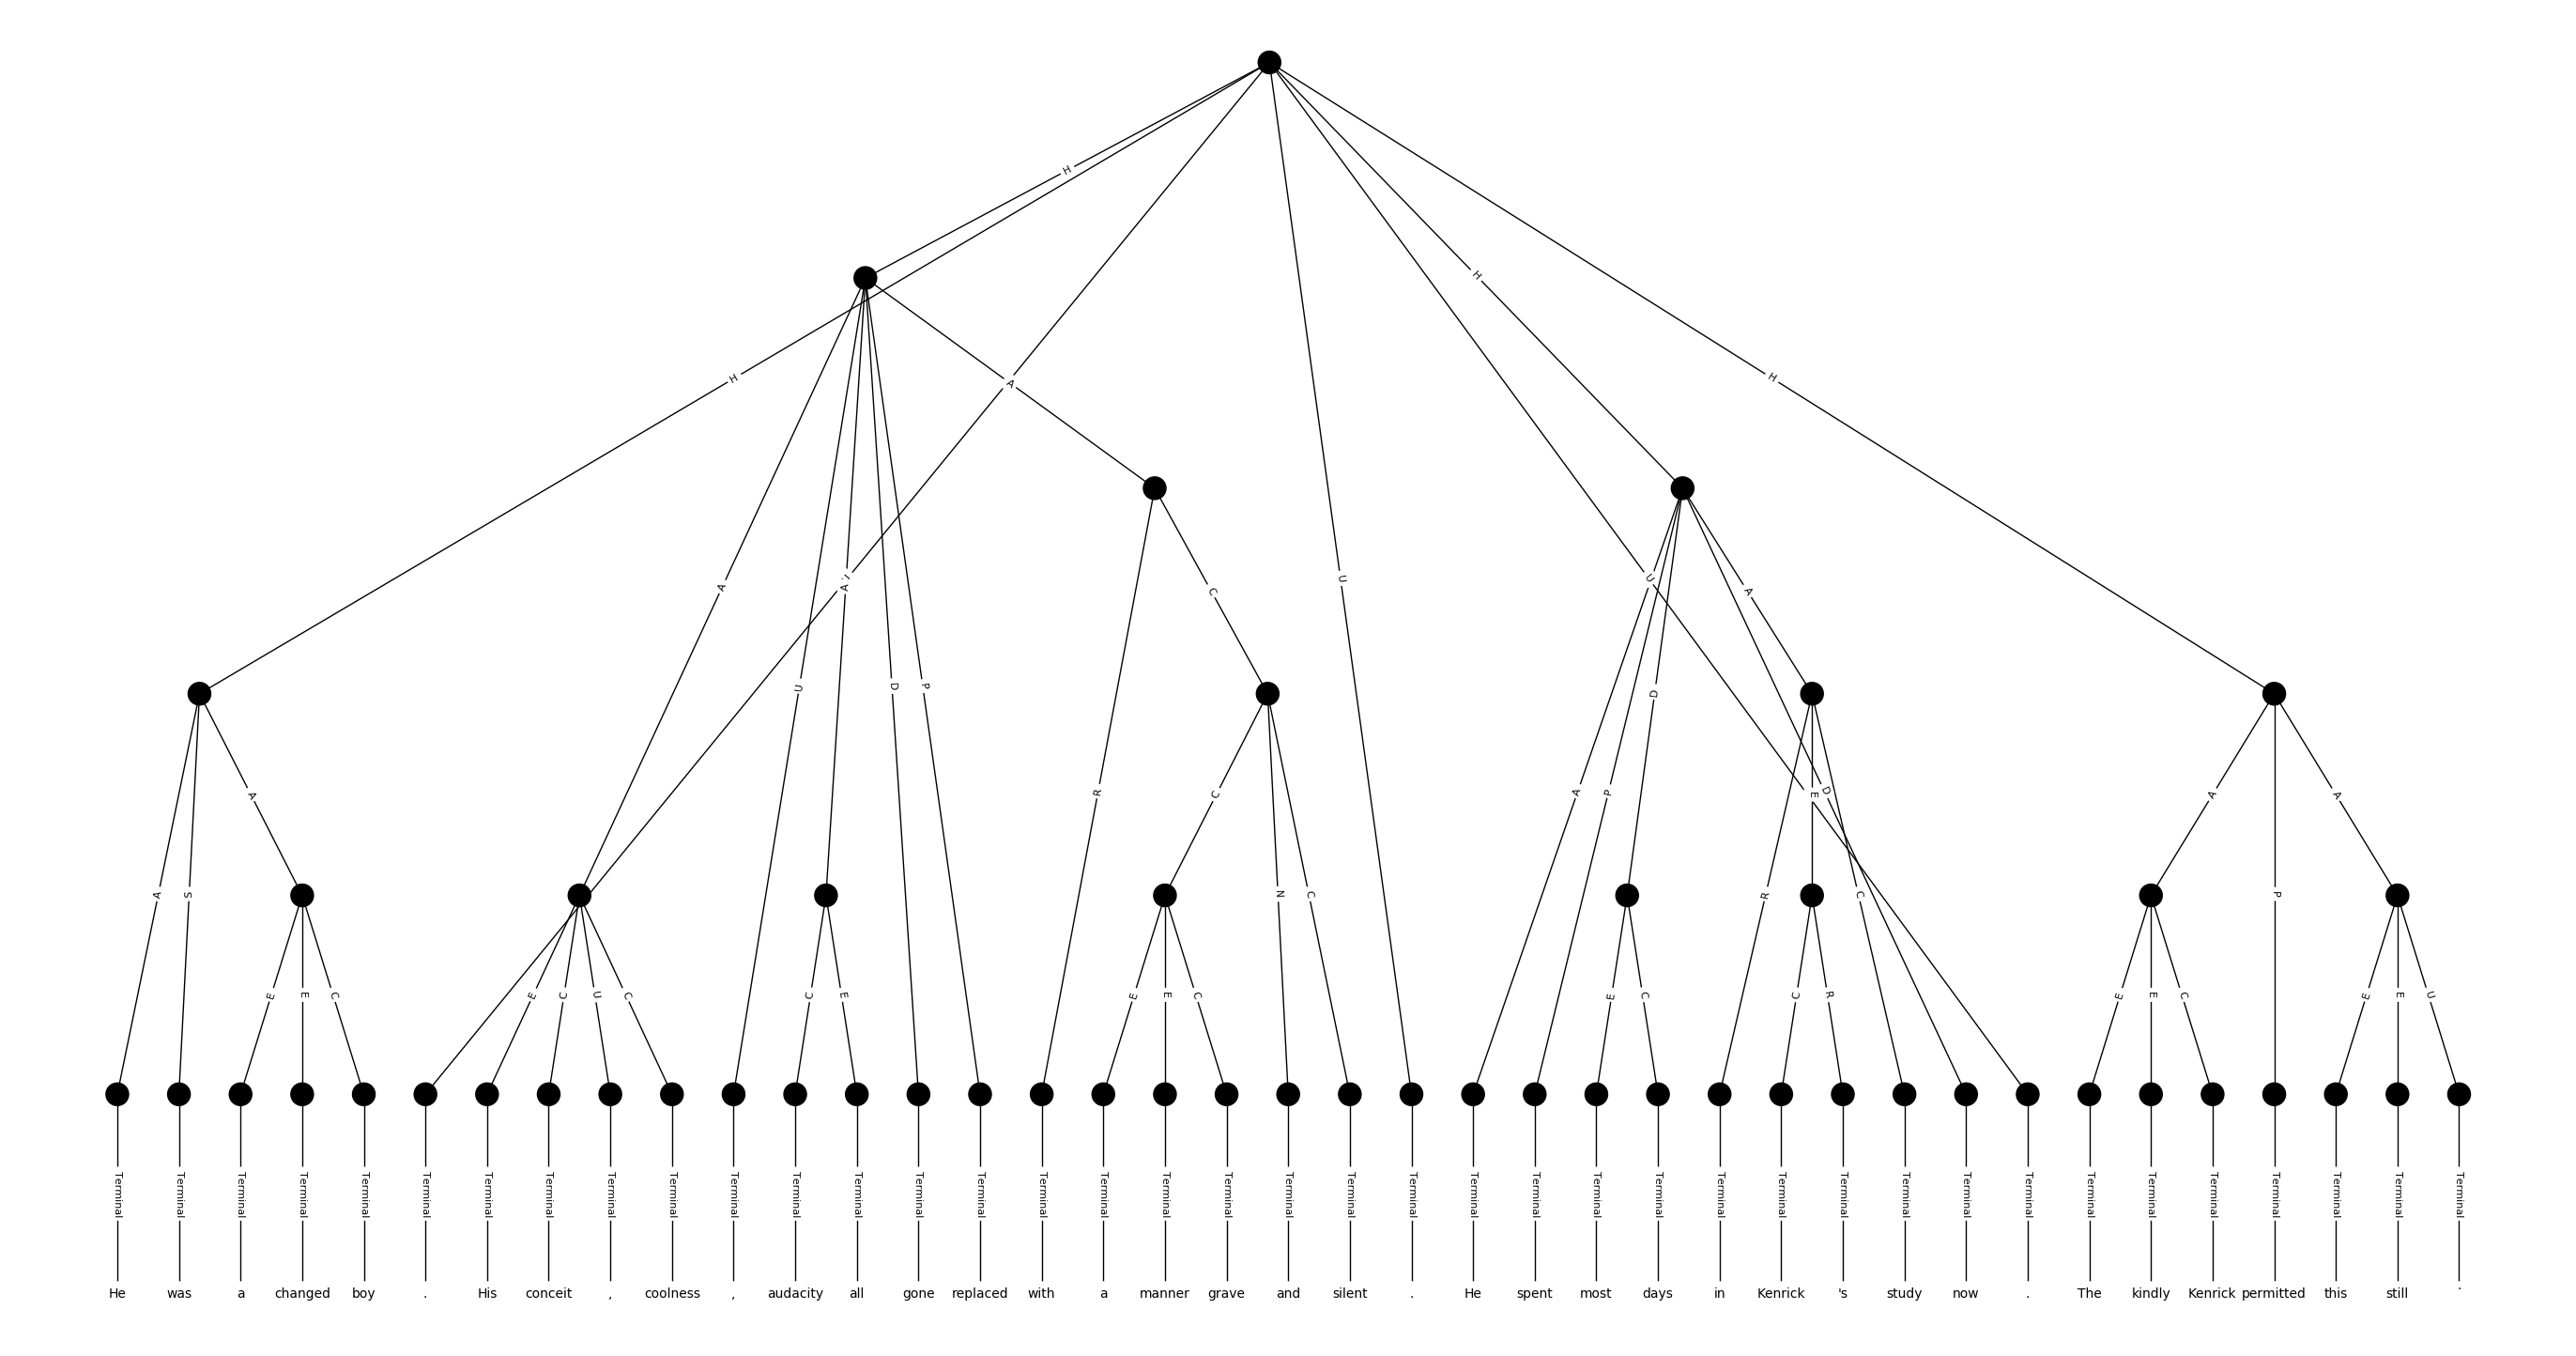 H
H
H
A
H
U
A
U
U
A
A
C
A
U
D
P
D
A
R
C
A
P
E
D
A
A
A
S
N
C
R
C
P
E
E
C
E
C
U
C
C
E
E
E
C
E
C
C
R
E
E
C
E
E
U
Terminal Terminal Terminal Terminal Terminal Terminal Terminal Terminal Terminal Terminal Terminal Terminal Terminal Terminal Terminal Terminal Terminal Terminal Terminal Terminal Terminal Terminal Terminal Terminal Terminal Terminal Terminal Terminal Terminal Terminal Terminal Terminal Terminal Terminal Terminal Terminal Terminal Terminal Terminal
He was a changed boy . His conceit , coolness , audacity all gone replaced with a manner grave and silent . He spent most days in Kenrick 's study now . The kindly Kenrick permitted this still .